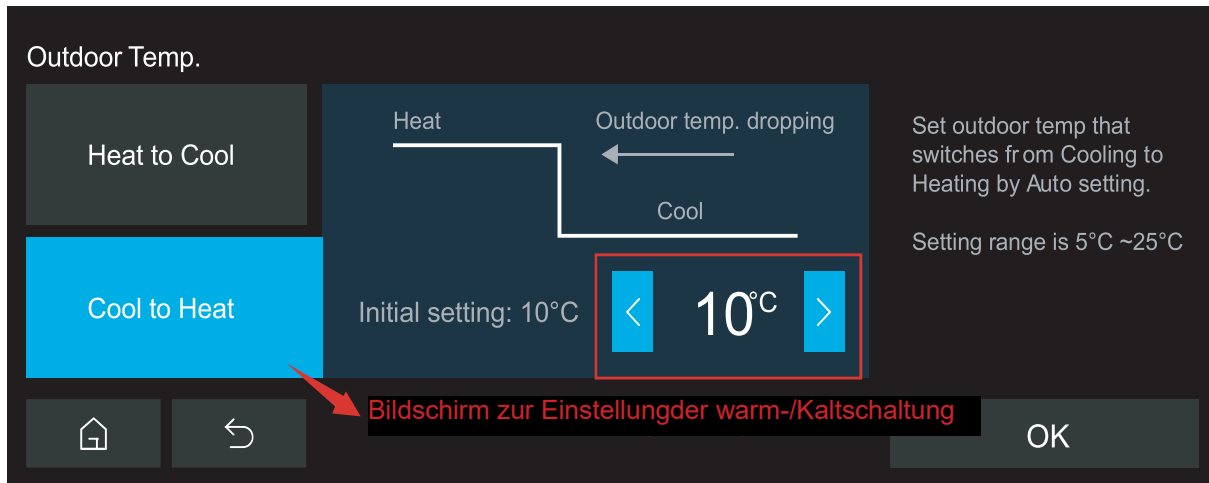 Outdoor Temp.
Heat to Cool
Cool to Heat
Heat
Outdoor temp. dropping
Cool
Initial setting: 10°C
10°C
Set outdoor temp that
switches from Cooling to
Heating by Auto setting.
Setting range is 5°C ~25°C
Bildschirm zur Einstellungder warm-/Kaltschaltung
OK